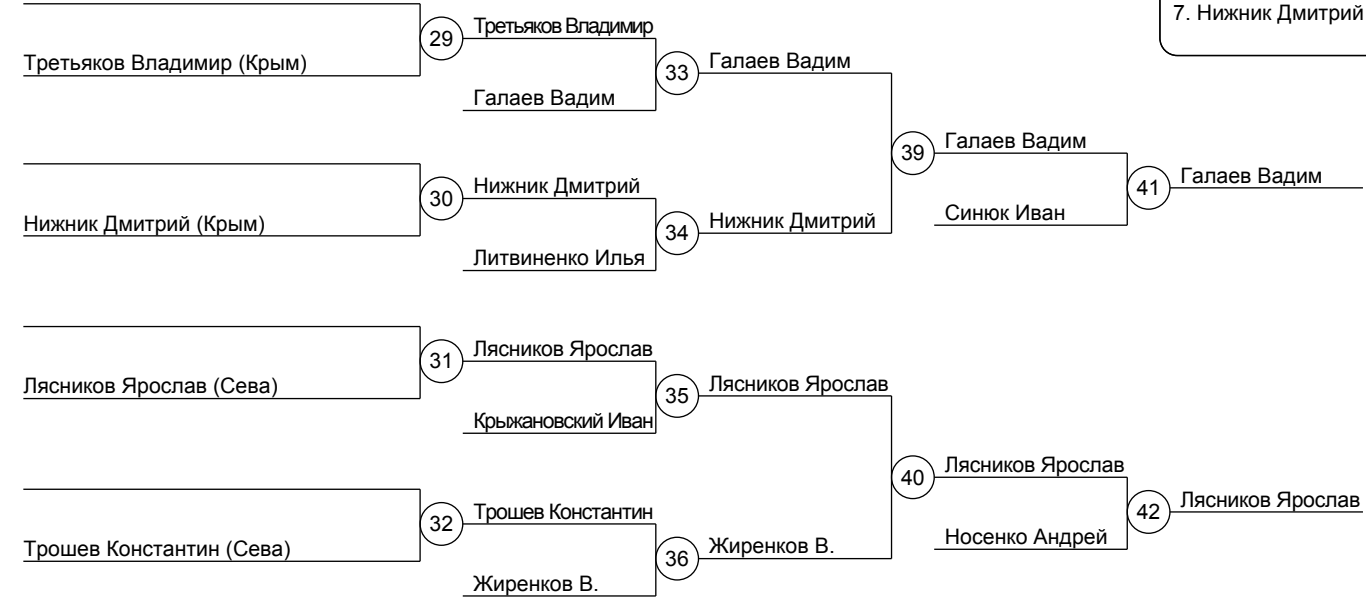 7. Нижник Дмитрий
29
Третьяков Владимир
Третьяков Владимир (Крым)
33
Галаев Вадим
Галаев Вадим
39
Галаев Вадим
41
Галаев Вадим
30
Нижник Дмитрий
Синюк Иван
Нижник Дмитрий (Крым)
34
Нижник Дмитрий
Литвиненко Илья
31
Лясников Ярослав
Лясников Ярослав (Сева)
35
Лясников Ярослав
Крыжановский Иван
40
Лясников Ярослав
42
Лясников Ярослав
32
Трошев Константин
Носенко Андрей
Трошев Константин (Сева)
36
Жиренков В.
Жиренков В.